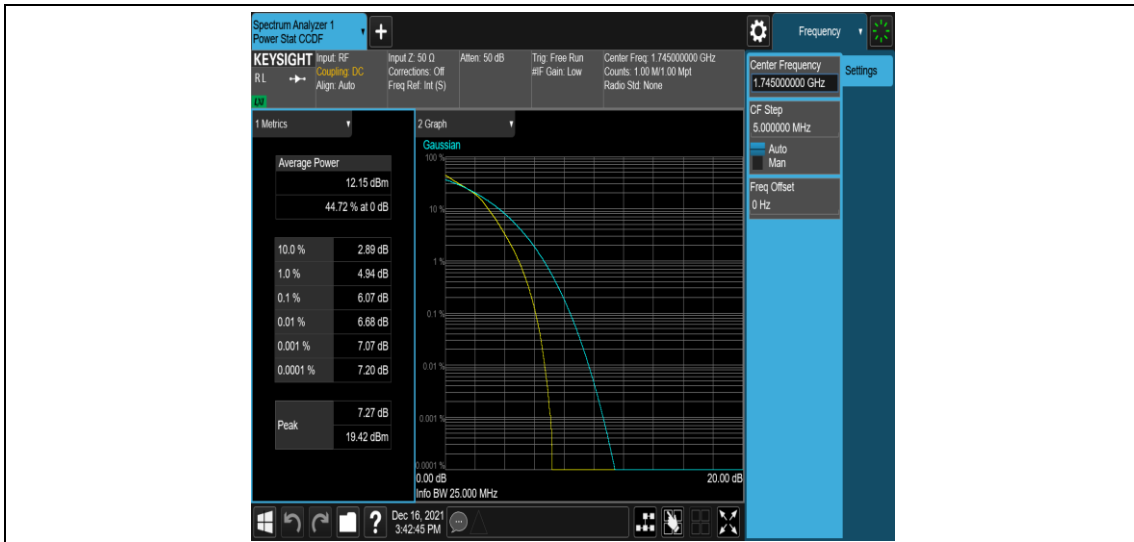 Spectrum Analyzer 1
Power Stat CCDF
Frequency
KEYSIGHT
RL
LXI
Input: RF
Coupling: DC
Align: Auto
Input Z: 50 Ω
Corrections: Off
Freq Ref: Int (S)
Atten: 50 dB
Trig: Free Run
#IF Gain: Low
Center Freq: 1.745000000 GHz
Counts: 1.00 M/1.00 Mpt
Radio Std: None
Center Frequency
1.745000000 GHz
Settings
CF Step
5.000000 MHz
Auto
Man
Freq Offset
0 Hz
1 Metrics
Average Power
12.15 dBm
44.72 % at 0 dB
10.0 % 2.89 dB
1.0 % 4.94 dB
0.1 % 6.07 dB
0.01 % 6.68 dB
0.001 % 7.07 dB
0.0001 % 7.20 dB
Peak
7.27 dB
19.42 dBm
2 Graph
Gaussian
100 %
10 %
1 %
0.1 %
0.01 %
0.001 %
0.0001 %
0.00 dB 20.00 dB
Info BW 25.000 MHz
?
Dec 16, 2021
3:42:45 PM